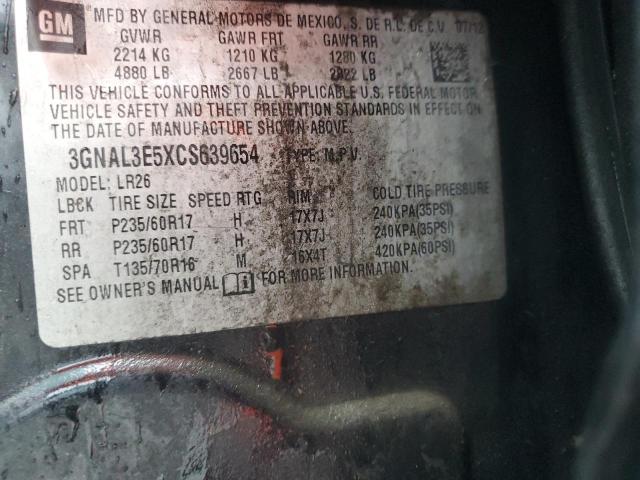 GM
MFD BY GENERAL MOTORS DE MEXICO, S. DE R.L. DE C.V. 07/12
GVWR GAWR FRT GAWR RR
2214 KG 1210 KG 1280 KG
4880 LB 2667 LB 2822 LB
THIS VEHICLE CONFORMS TO ALL APPLICABLE U.S. FEDERAL MOTOR
VEHICLE SAFETY AND THEFT PREVENTION STANDARDS IN EFFECT ON
THE DATE OF MANUFACTURE SHOWN ABOVE.
3GNAL3E5XCS639654 TYPE: M.P.V.
MODEL: LR26
LBCK TIRE SIZE SPEED RTG RIM COLD TIRE PRESSURE
FRT P235/60R17 H 17X7J 240KPA(35PSI)
RR P235/60R17 H 17X7J 240KPA(35PSI)
SPA T135/70R16 M 16X4T 420KPA(60PSI)
SEE OWNER'S MANUAL FOR MORE INFORMATION.